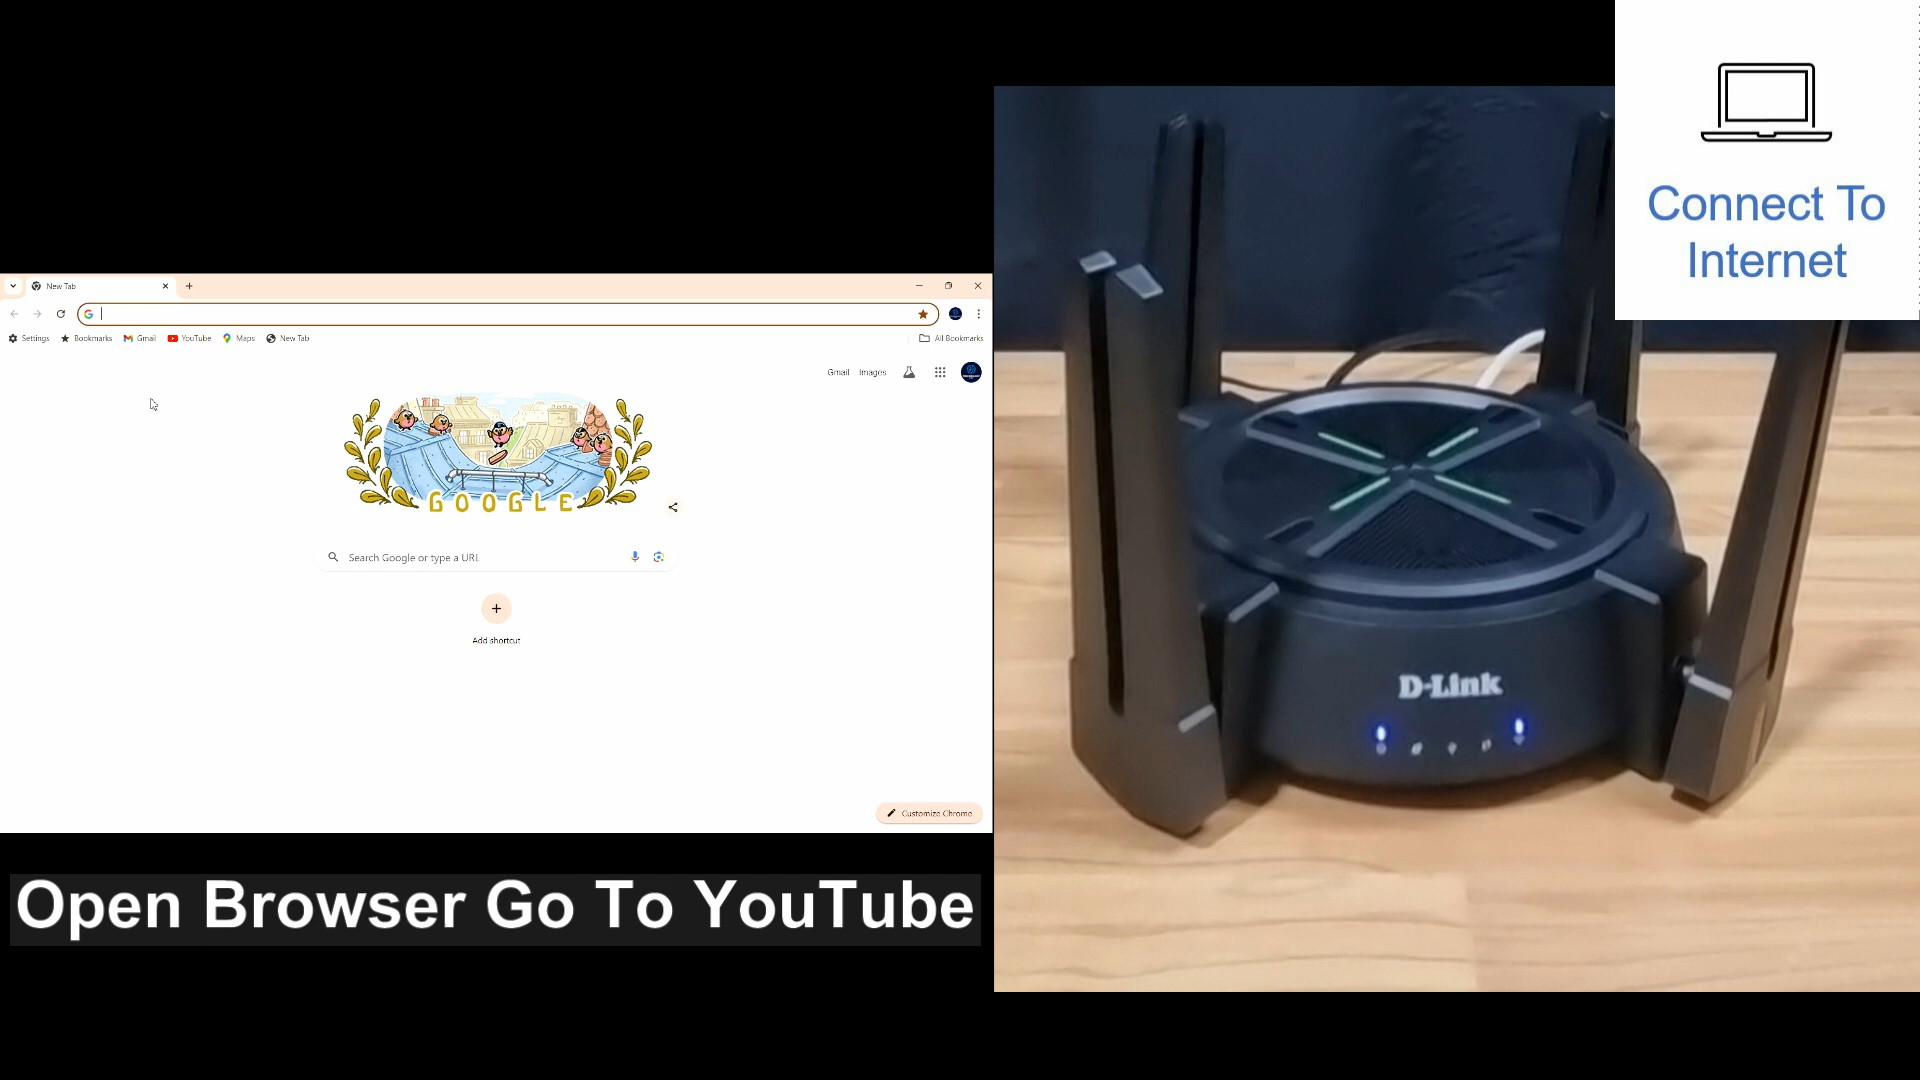 New Tab
Settings
Bookmarks
Gmail
YouTube
Maps
New Tab
All Bookmarks
Gmail
Images
GOOGLE
Search Google or type a URL
Add shortcut
Customize Chrome
Open Browser Go To YouTube
Connect To
Internet
D-Link